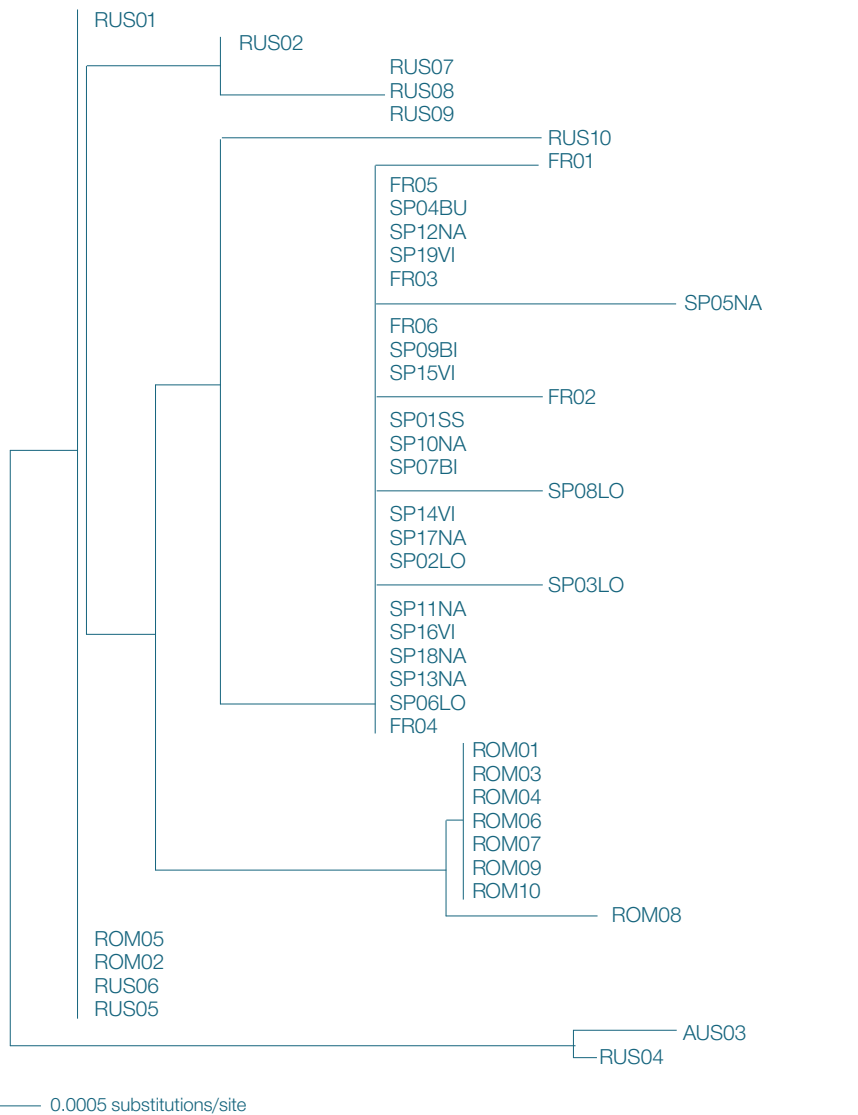 RUS01
RUS02
RUS07
RUS08
RUS09
RUS10
FR01
FR05
SP04BU
SP12NA
SP19VI
FR03
SP05NA
FR06
SP09BI
SP15VI
FR02
SP01SS
SP10NA
SP07BI
SP08LO
SP14VI
SP17NA
SP02LO
SP03LO
SP11NA
SP16VI
SP18NA
SP13NA
SP06LO
FR04
ROM01
ROM03
ROM04
ROM06
ROM07
ROM09
ROM10
ROM08
ROM05
ROM02
RUS06
RUS05
AUS03
RUS04
0.0005 substitutions/site